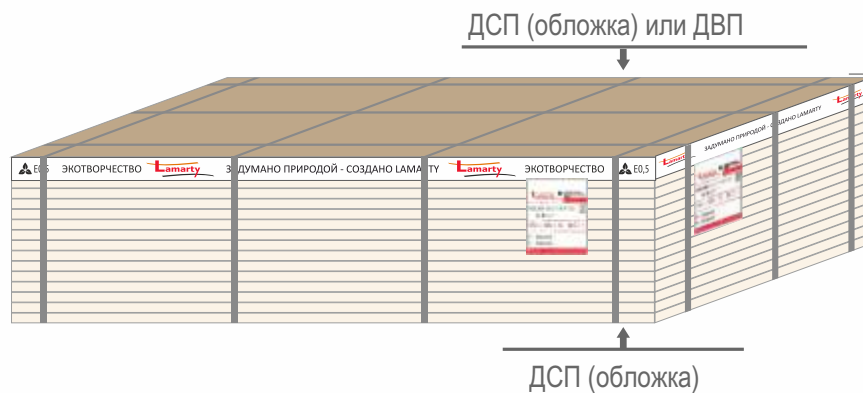 ДСП (обложка) или ДВП
E0,5 ЭКОТВОРЧЕСТВО Lamarty ЗАДУМАНО ПРИРОДОЙ - СОЗДАНО LAMARTY Lamarty ЭКОТВОРЧЕСТВО E0,5
Lamarty ЗАДУМАНО ПРИРОДОЙ - СОЗДАНО LAMARTY Lamarty
ДСП (обложка)